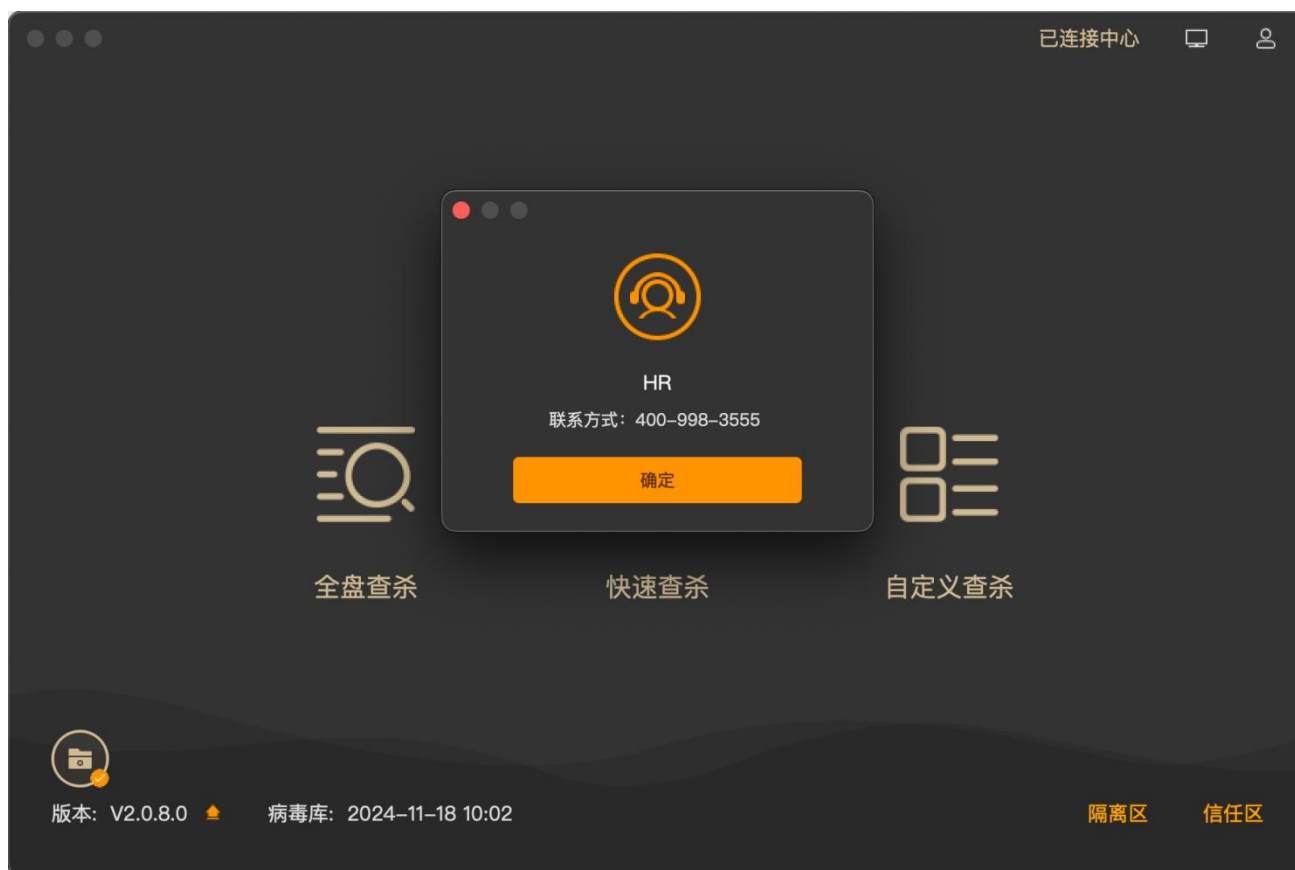 已连接中心
HR
联系方式：400-998-3555
确定
全盘查杀
快速查杀
自定义查杀
版本: V2.0.8.0
病毒库: 2024-11-18 10:02
隔离区
信任区